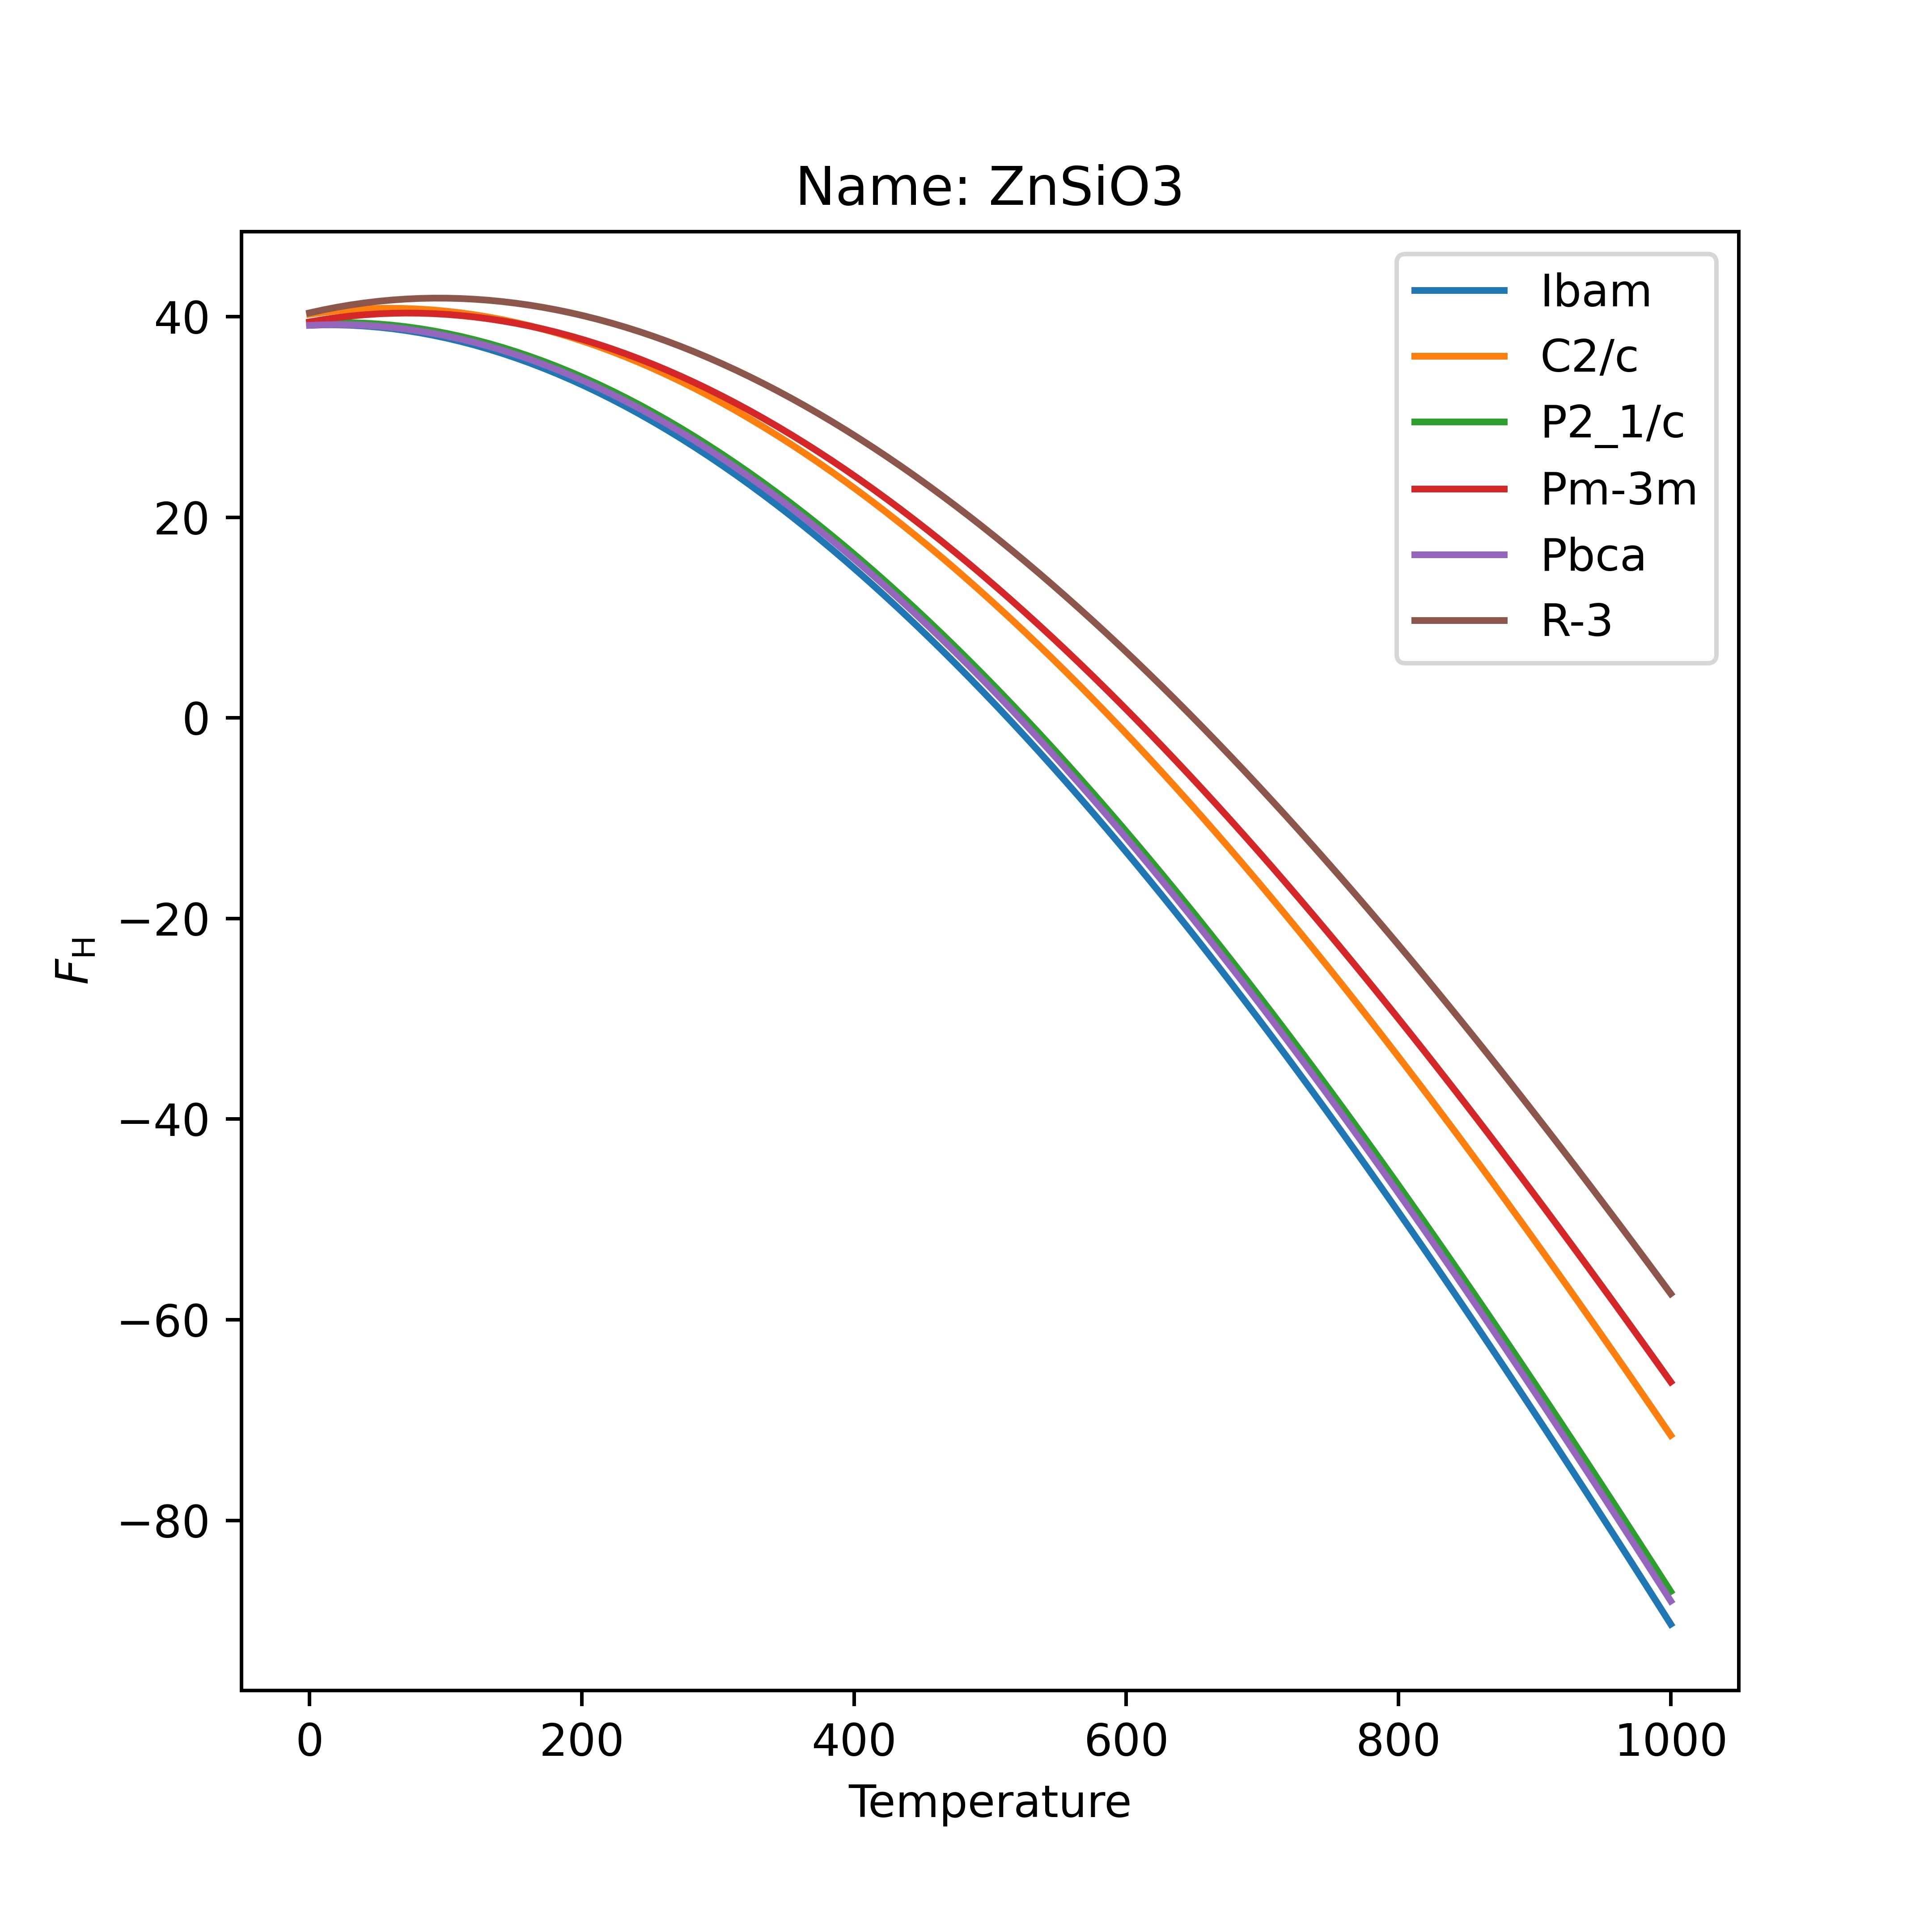 Name: ZnSiO3
Ibam
C2/c
P2_1/c
Pm-3m
Pbca
R-3
40
20
0
−20
−40
−60
−80
F_H
0 200 400 600 800 1000
Temperature